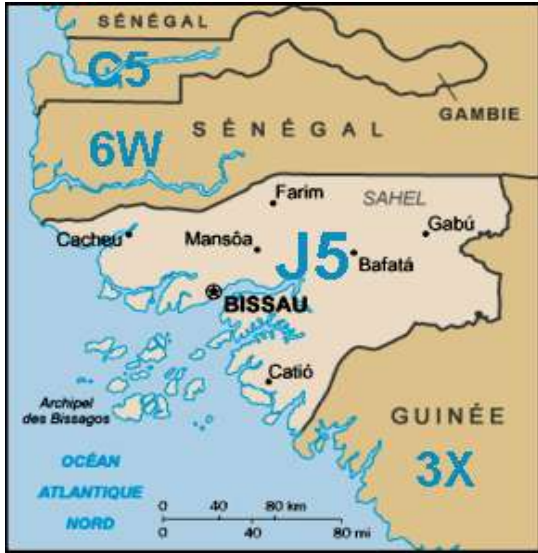 SÉNÉGAL
C5
GAMBIE
6W
SÉNÉGAL
Farim
SAHEL
Cacheu
Mansôa
J5
Gabú
Bafatá
BISSAU
Catió
Archipel
des Bissagos
GUINÉE
3X
OCÉAN
ATLANTIQUE
NORD
0 40 80 km
0 40 80 mi